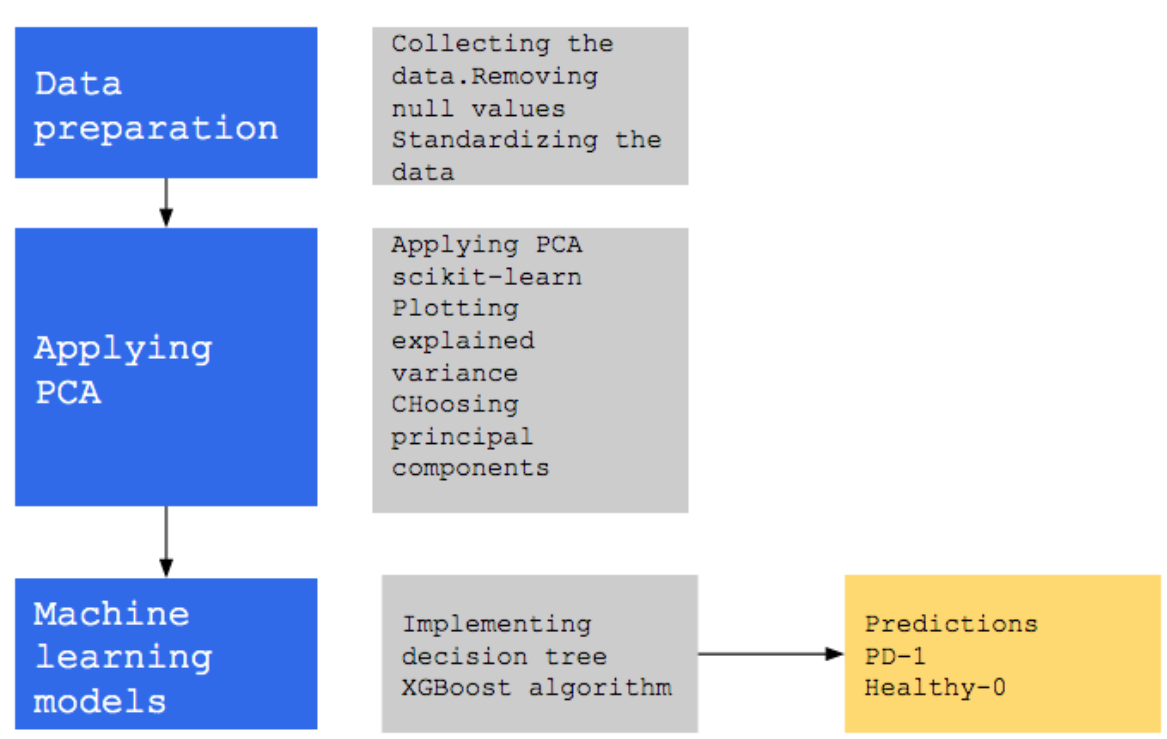 Data
preparation
Collecting the
data.Removing
null values
Standardizing the
data
Applying
PCA
Applying PCA
scikit-learn
Plotting
explained
variance
CHoosing
principal
components
Machine
learning
models
Implementing
decision tree
XGBoost algorithm
Predictions
PD-1
Healthy-0